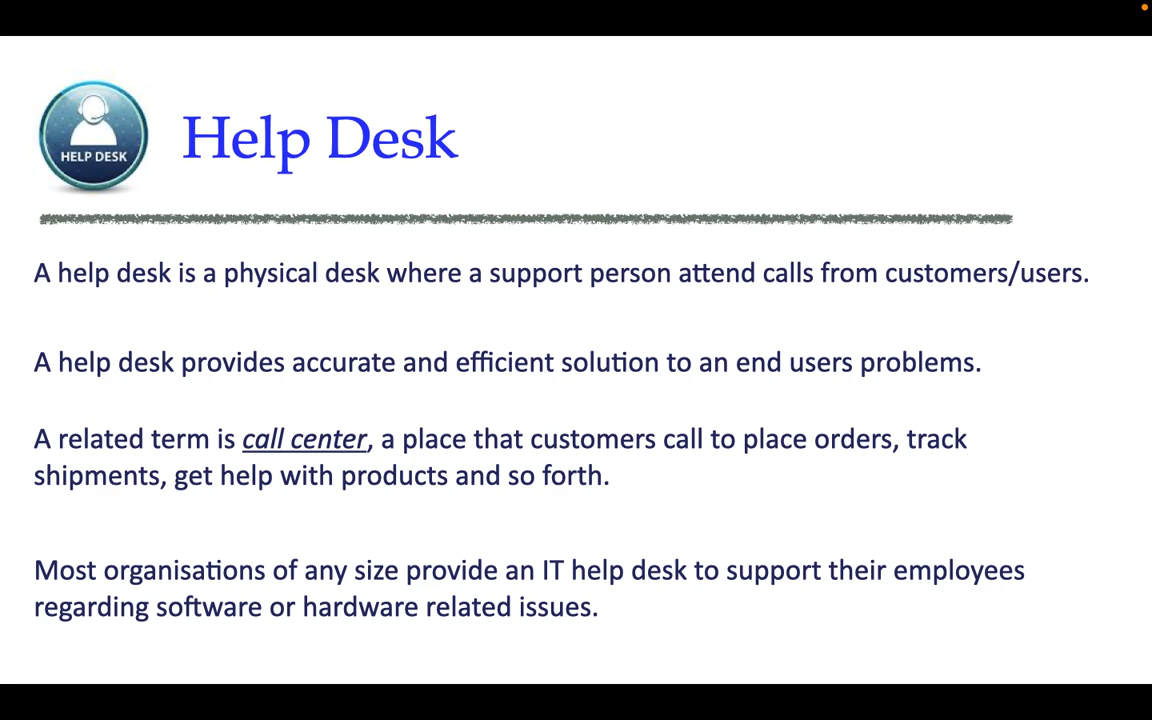 HELP DESK
Help Desk
A help desk is a physical desk where a support person attend calls from customers/users.
A help desk provides accurate and efficient solution to an end users problems.
A related term is call center, a place that customers call to place orders, track
shipments, get help with products and so forth.
Most organisations of any size provide an IT help desk to support their employees
regarding software or hardware related issues.